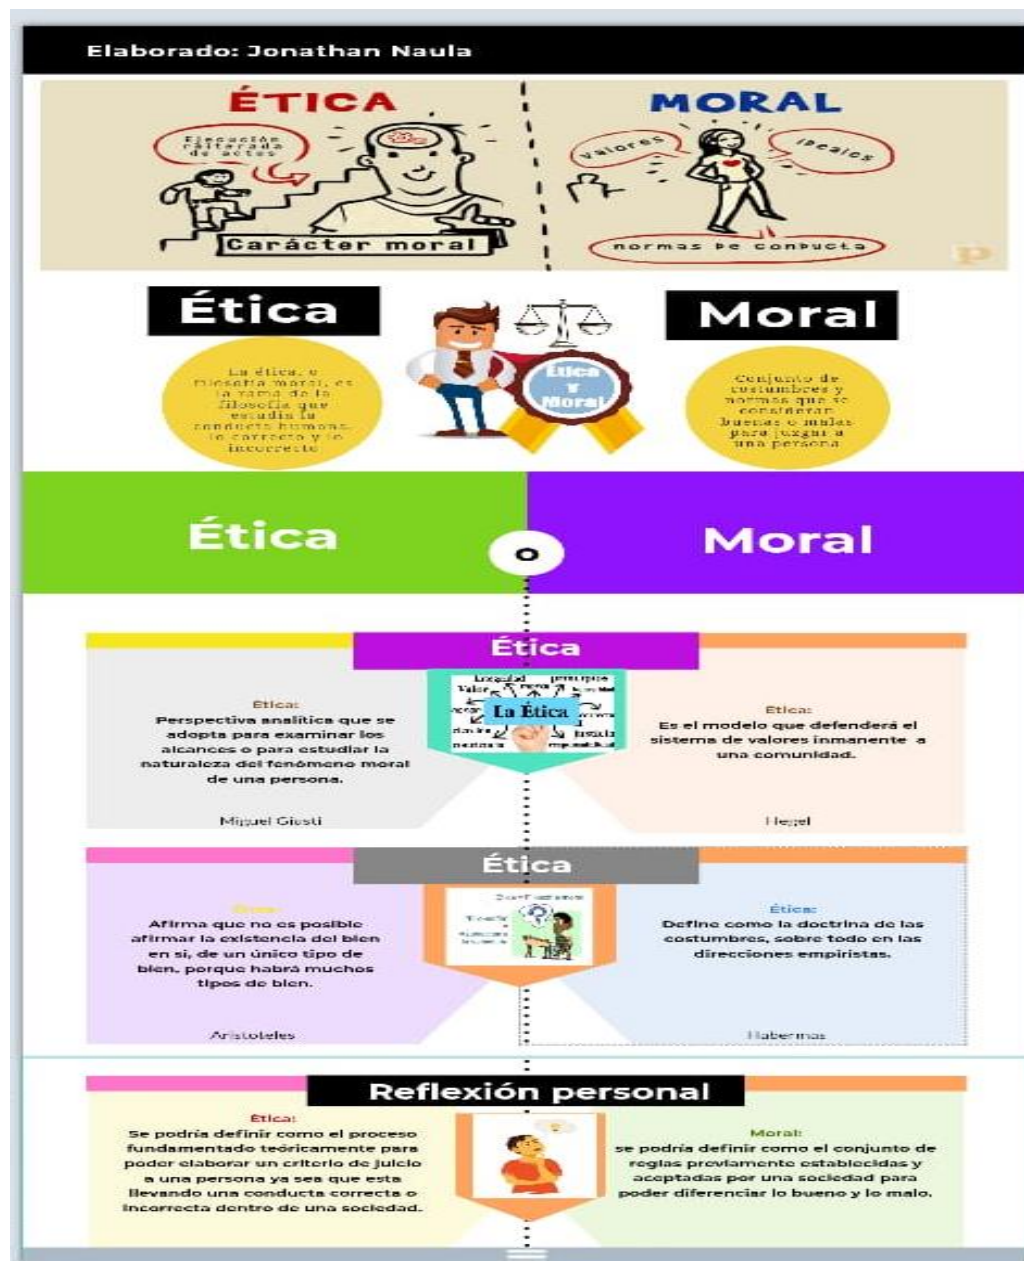 Elaborado: Jonathan Naula
ÉTICA
MORAL
Ejecución
reiterada
de actos
valores
ideales
Carácter moral
normas de conducta
P
Ética
Moral
La ética, o
filosofía moral, es
la rama de la
filosofía que
estudia la
conducta humana,
lo correcto y lo
incorrecto
Ética
y
Moral
Conjunto de
costumbres y
normas que se
consideran
buenas o malas
para juzgar a
una persona
Ética
o
Moral
Ética
Ética:
Perspectiva analítica que se
adopta para examinar los
alcances o para estudiar la
naturaleza del fenómeno moral
de una persona.
Miguel Giusti
Valor
La Ética
Justicia
Ética:
Es el modelo que defenderá el
sistema de valores inmanente a
una comunidad.
Hegel
Ética
Ética:
Afirma que no es posible
afirmar la existencia del bien
en sí, de un único tipo de
bien, porque habrá muchos
tipos de bien.
Aristoteles
Ética:
Define como la doctrina de las
costumbres, sobre todo en las
direcciones empiristas.
Habermas
Reflexión personal
Ética:
Se podría definir como el proceso
fundamentado teóricamente para
poder elaborar un criterio de juicio
a una persona ya sea que esta
llevando una conducta correcta o
incorrecta dentro de una sociedad.
Moral:
se podría definir como el conjunto de
reglas previamente establecidas y
aceptadas por una sociedad para
poder diferenciar lo bueno y lo malo.